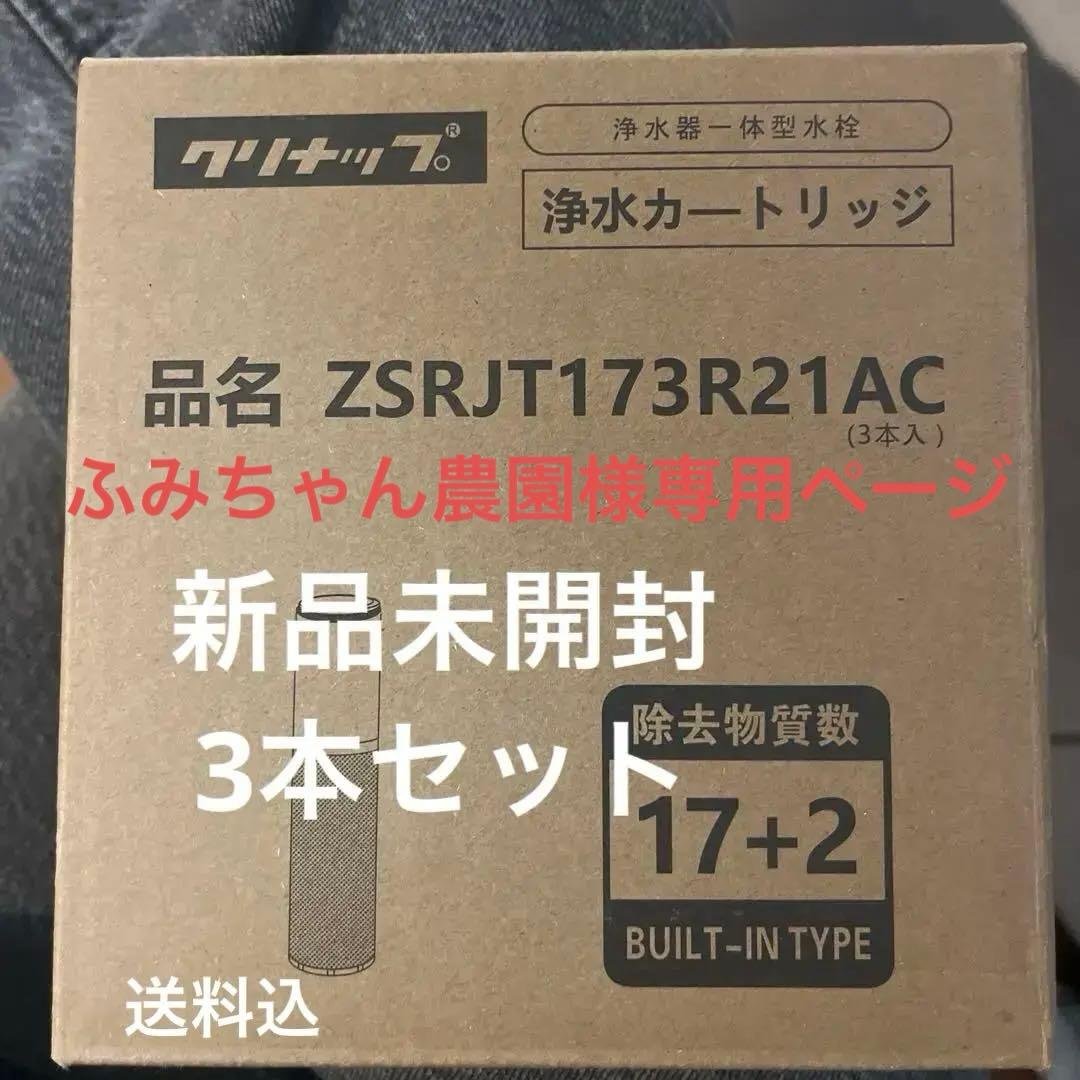 クリナップ®
浄水器一体型水栓
浄水カートリッジ
品名 ZSRJT173R21AC
(3本入)
ふみちゃん農園様専用ページ
新品未開封
3本セット
除去物質数
17+2
BUILT-IN TYPE
送料込